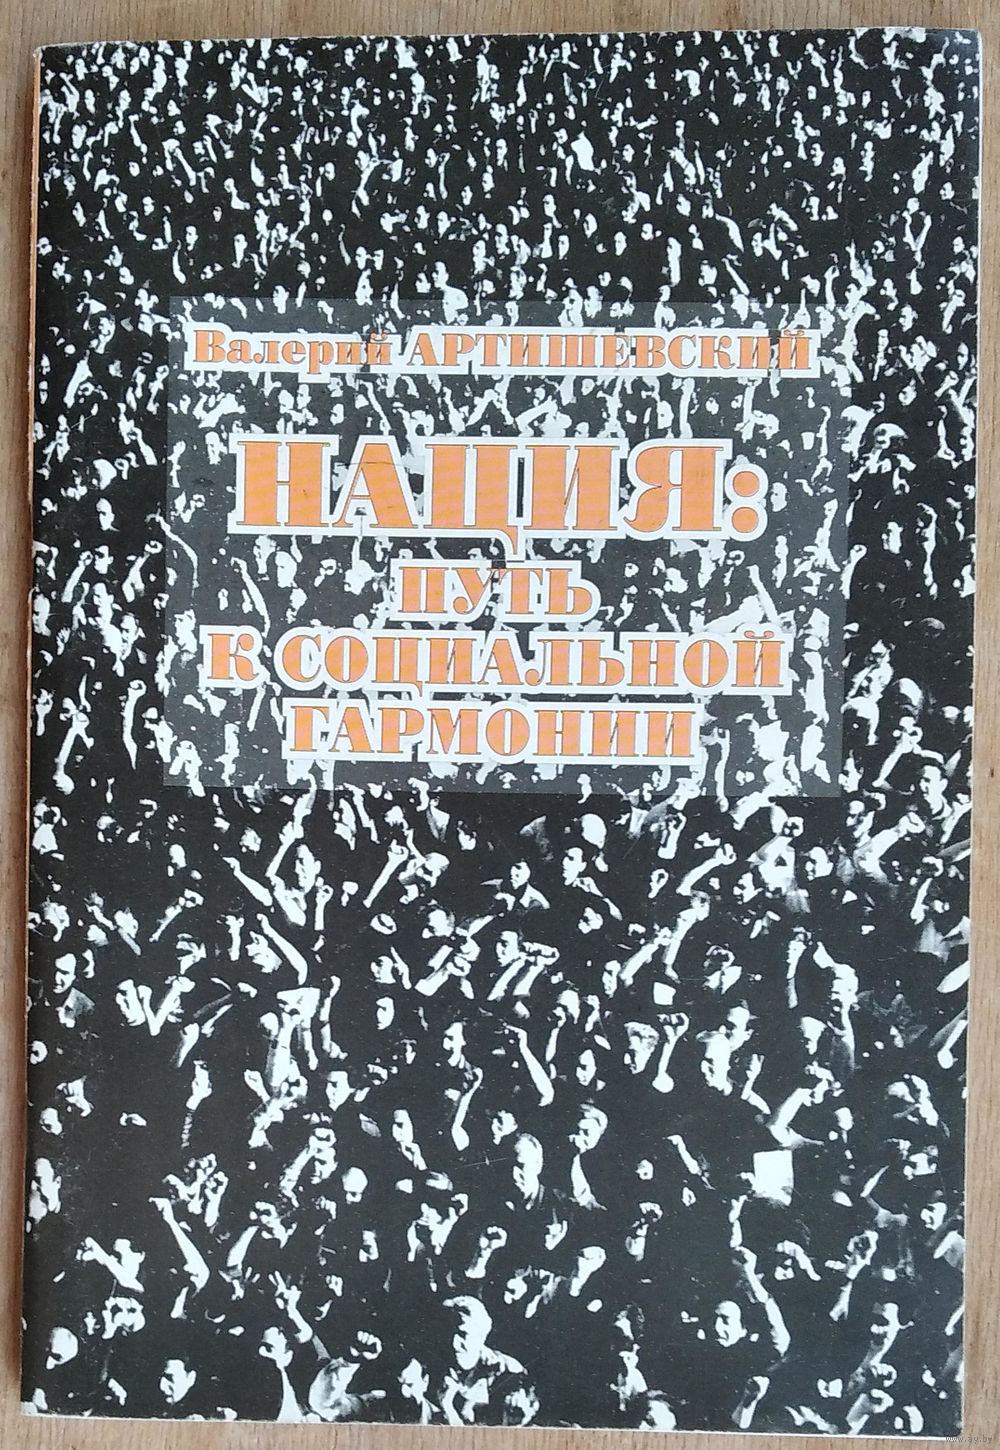 Валерий АРТИШЕВСКИЙ
НАЦИЯ:
ПУТЬ
К СОЦИАЛЬНОЙ
ГАРМОНИИ